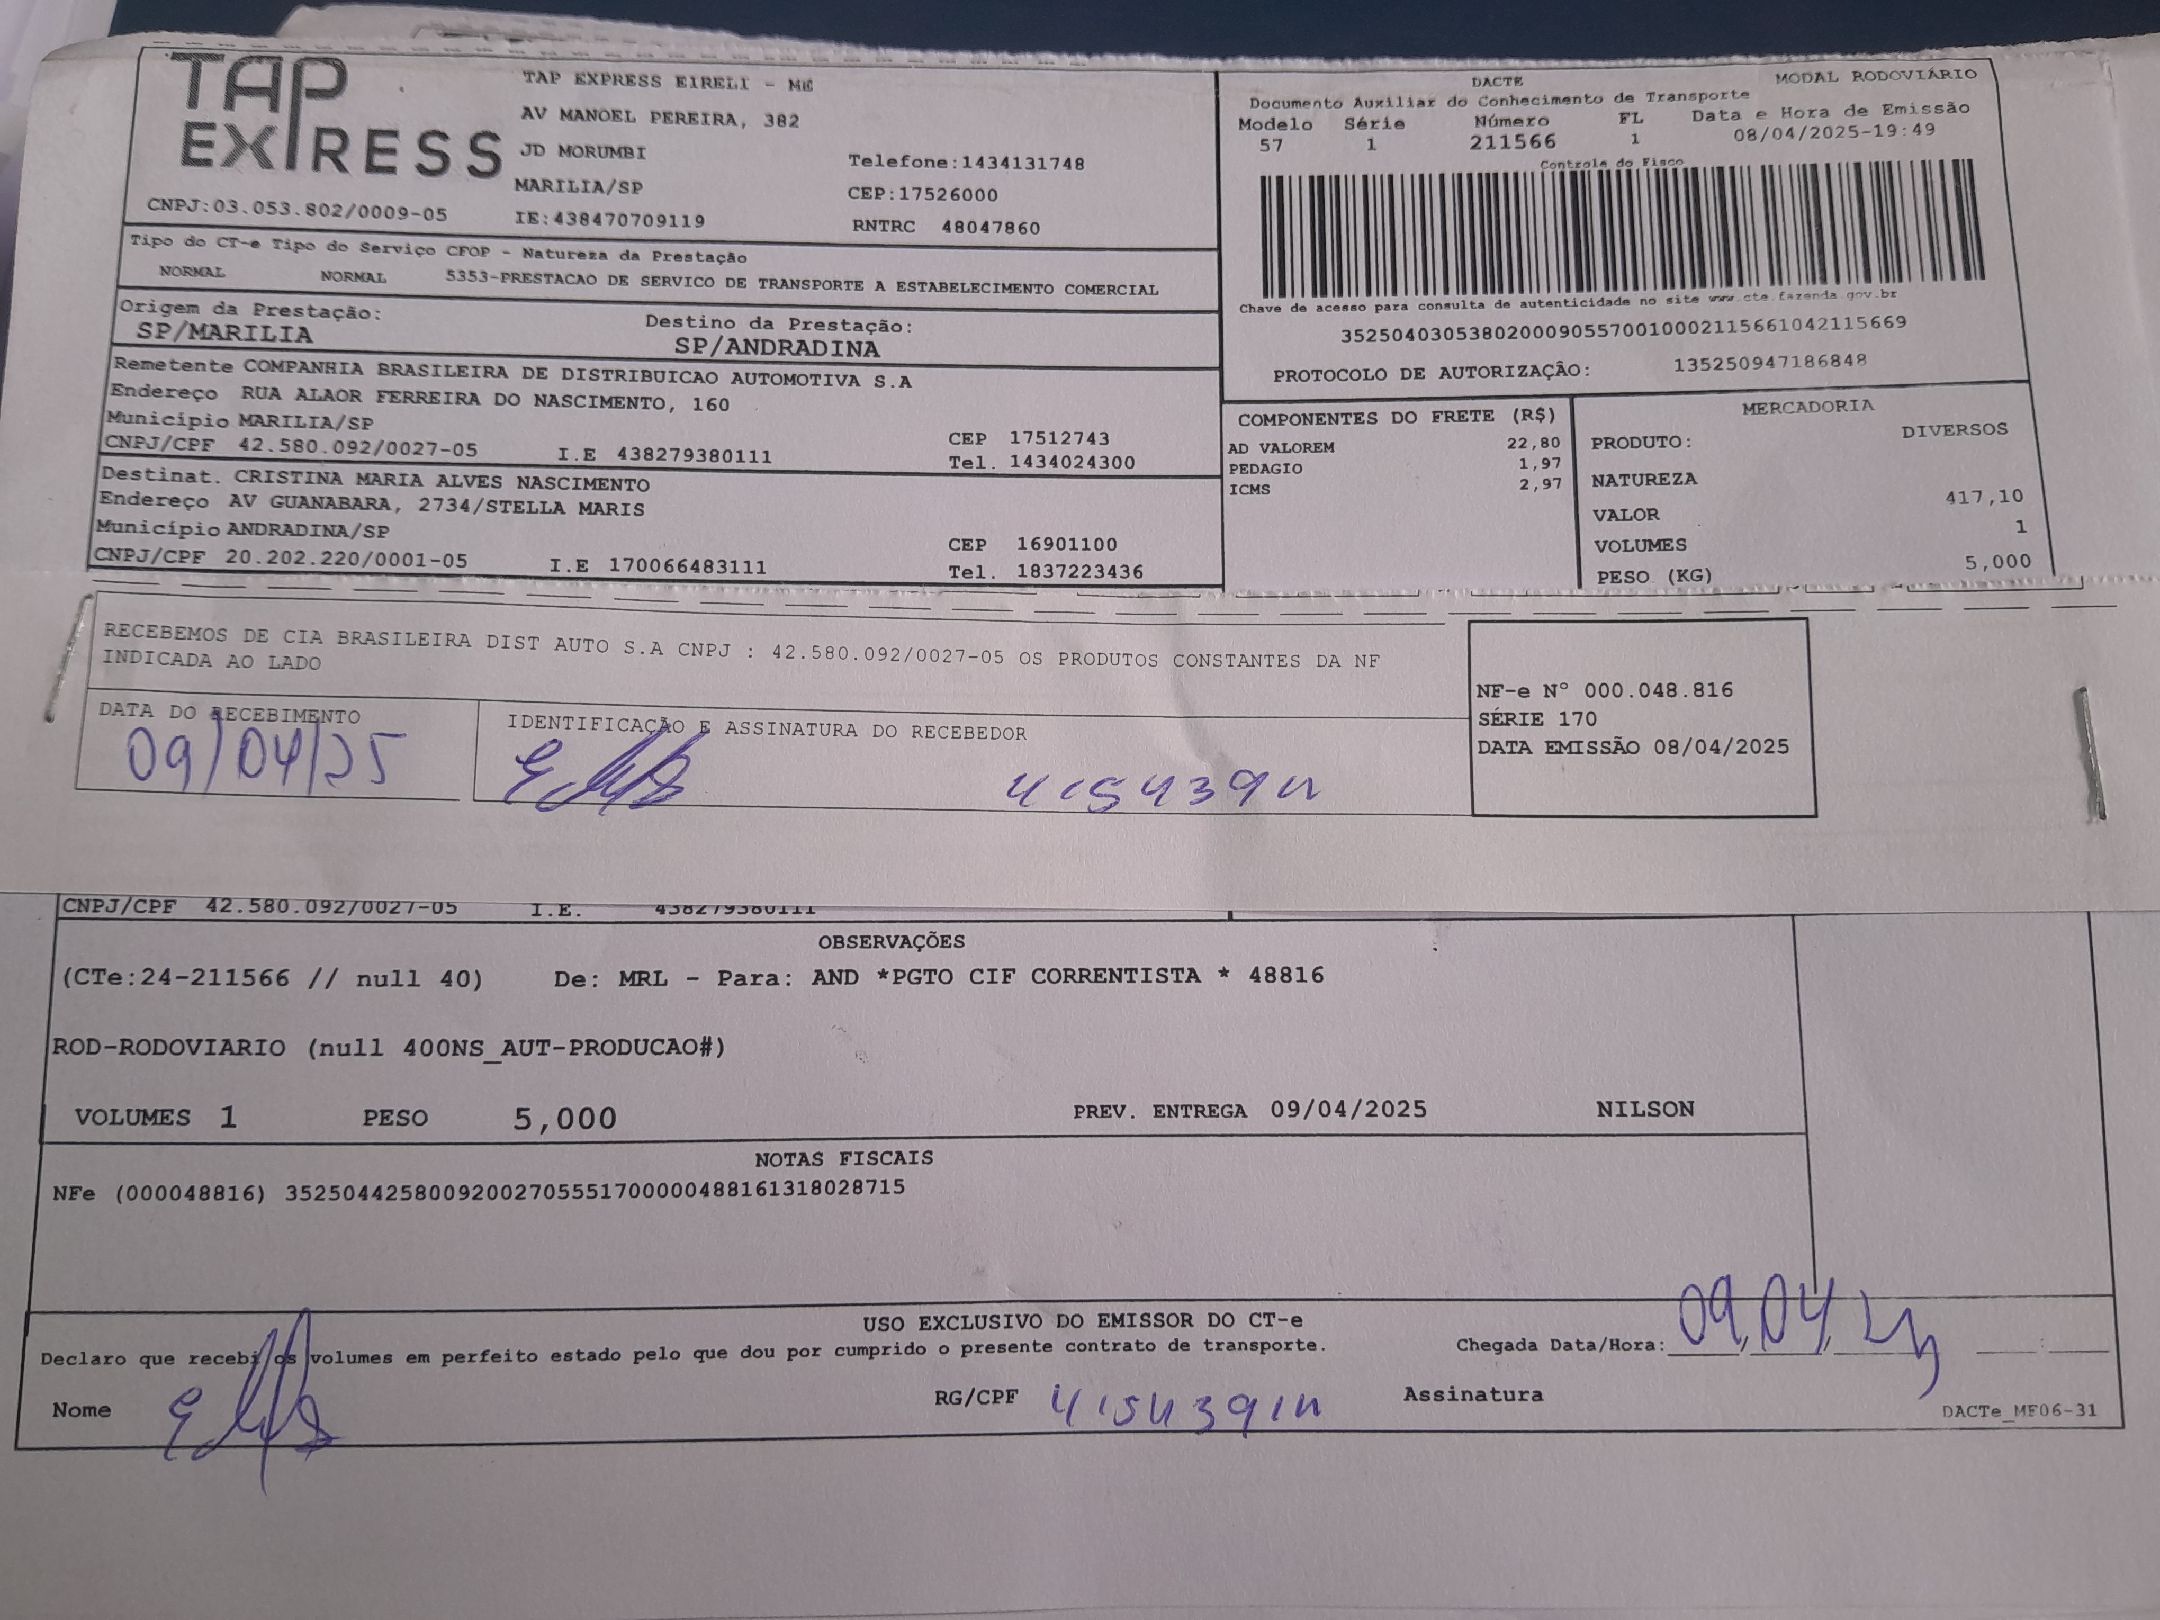 TAP
EXPRESS
CNPJ:03.053.802/0009-05
TAP EXPRESS EIRELI - ME
AV MANOEL PEREIRA, 382
JD MORUMBI
MARILIA/SP
IE:438470709119
Telefone:1434131748
CEP:17526000
RNTRC 48047860
Tipo do CT-e Tipo do Serviço CFOP - Natureza da Prestação
NORMAL NORMAL 5353-PRESTACAO DE SERVICO DE TRANSPORTE A ESTABELECIMENTO COMERCIAL
Origem da Prestação: Destino da Prestação:
SP/MARILIA SP/ANDRADINA
Remetente COMPANHIA BRASILEIRA DE DISTRIBUICAO AUTOMOTIVA S.A
Endereço RUA ALAOR FERREIRA DO NASCIMENTO, 160
Município MARILIA/SP CEP 17512743
CNPJ/CPF 42.580.092/0027-05 I.E 438279380111 Tel. 1434024300
Destinat. CRISTINA MARIA ALVES NASCIMENTO
Endereço AV GUANABARA, 2734/STELLA MARIS
Município ANDRADINA/SP CEP 16901100
CNPJ/CPF 20.202.220/0001-05 I.E 170066483111 Tel. 1837223436
DACTE MODAL RODOVIÁRIO
Documento Auxiliar do Conhecimento de Transporte
Modelo Série Número FL Data e Hora de Emissão
57 1 211566 1 08/04/2025-19:49
Controle do Fisco
Chave de acesso para consulta de autenticidade no site www.cte.fazenda.gov.br
35250403053802000905570010002115661042115669
PROTOCOLO DE AUTORIZAÇÃO: 135250947186848
COMPONENTES DO FRETE (R$)
AD VALOREM 22,80
PEDAGIO 1,97
ICMS 2,97
MERCADORIA
PRODUTO: DIVERSOS
NATUREZA
VALOR 417,10
VOLUMES 1
PESO (KG) 5,000
RECEBEMOS DE CIA BRASILEIRA DIST AUTO S.A CNPJ : 42.580.092/0027-05 OS PRODUTOS CONSTANTES DA NF
INDICADA AO LADO
DATA DO RECEBIMENTO
09/04/25
IDENTIFICAÇÃO E ASSINATURA DO RECEBEDOR
NF-e Nº 000.048.816
SÉRIE 170
DATA EMISSÃO 08/04/2025
CNPJ/CPF 42.580.092/0027-05 I.E. 438279380111
OBSERVAÇÕES
(CTe:24-211566 // null 40) De: MRL - Para: AND *PGTO CIF CORRENTISTA * 48816
ROD-RODOVIARIO (null 400NS_AUT-PRODUCAO#)
VOLUMES 1 PESO 5,000 PREV. ENTREGA 09/04/2025 NILSON
NOTAS FISCAIS
NFe (000048816) 35250442580092002705551700000488161318028715
USO EXCLUSIVO DO EMISSOR DO CT-e
Declaro que recebi os volumes em perfeito estado pelo que dou por cumprido o presente contrato de transporte. Chegada Data/Hora: 09,04,
Nome RG/CPF Assinatura
DACTe_MF06-31